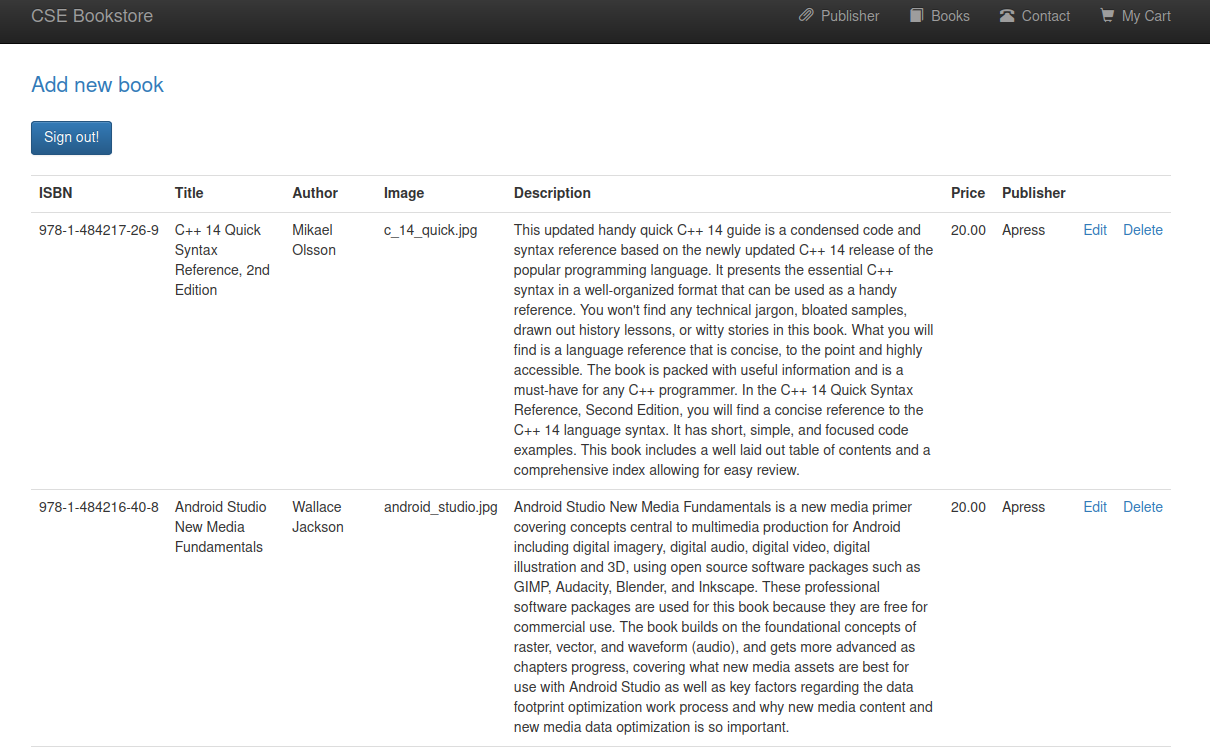 CSE Bookstore Publisher Books Contact My Cart
Add new book
Sign out!
ISBN Title Author Image Description Price Publisher
978-1-484217-26-9 C++ 14 Quick Mikael c_14_quick.jpg This updated handy quick C++ 14 guide is a condensed code and 20.00 Apress Edit Delete
Syntax Olsson syntax reference based on the newly updated C++ 14 release of the
Reference, 2nd popular programming language. It presents the essential C++
Edition syntax in a well-organized format that can be used as a handy
reference. You won't find any technical jargon, bloated samples,
drawn out history lessons, or witty stories in this book. What you will
find is a language reference that is concise, to the point and highly
accessible. The book is packed with useful information and is a
must-have for any C++ programmer. In the C++ 14 Quick Syntax
Reference, Second Edition, you will find a concise reference to the
C++ 14 language syntax. It has short, simple, and focused code
examples. This book includes a well laid out table of contents and a
comprehensive index allowing for easy review.
978-1-484216-40-8 Android Studio Wallace android_studio.jpg Android Studio New Media Fundamentals is a new media primer 20.00 Apress Edit Delete
New Media Jackson covering concepts central to multimedia production for Android
Fundamentals including digital imagery, digital audio, digital video, digital
illustration and 3D, using open source software packages such as
GIMP, Audacity, Blender, and Inkscape. These professional
software packages are used for this book because they are free for
commercial use. The book builds on the foundational concepts of
raster, vector, and waveform (audio), and gets more advanced as
chapters progress, covering what new media assets are best for
use with Android Studio as well as key factors regarding the data
footprint optimization work process and why new media content and
new media data optimization is so important.